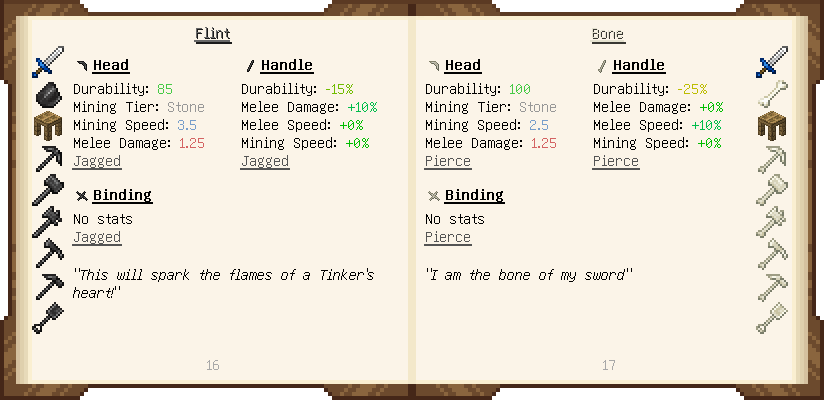 Flint
Head
Durability: 85
Mining Tier: Stone
Mining Speed: 3.5
Melee Damage: 1.25
Jagged
Handle
Durability: -15%
Melee Damage: +10%
Melee Speed: +0%
Mining Speed: +0%
Jagged
Binding
No stats
Jagged
"This will spark the flames of a Tinker's
heart!"
16
Bone
Head
Durability: 100
Mining Tier: Stone
Mining Speed: 2.5
Melee Damage: 1.25
Pierce
Handle
Durability: -25%
Melee Damage: +0%
Melee Speed: +10%
Mining Speed: +0%
Pierce
Binding
No stats
Pierce
"I am the bone of my sword"
17